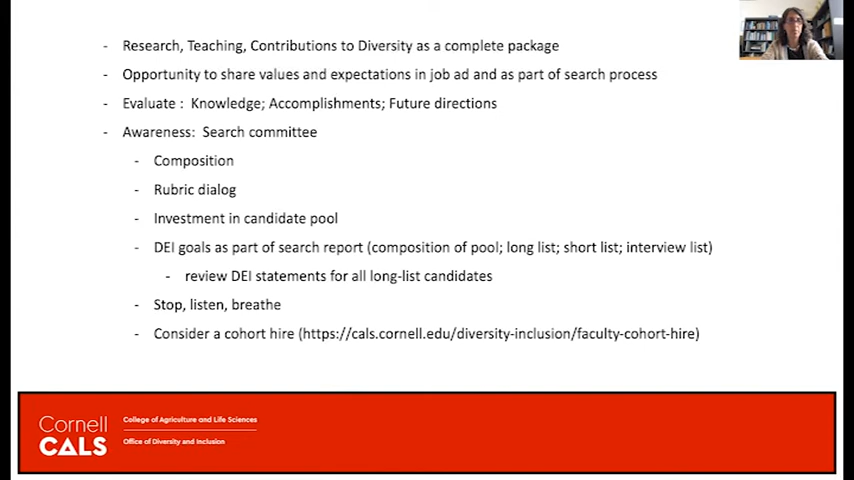 - Research, Teaching, Contributions to Diversity as a complete package
- Opportunity to share values and expectations in job ad and as part of search process
- Evaluate : Knowledge; Accomplishments; Future directions
- Awareness: Search committee
- Composition
- Rubric dialog
- Investment in candidate pool
- DEI goals as part of search report (composition of pool; long list; short list; interview list)
- review DEI statements for all long-list candidates
- Stop, listen, breathe
- Consider a cohort hire (https://cals.cornell.edu/diversity-inclusion/faculty-cohort-hire)
Cornell CALS
College of Agriculture and Life Sciences
Office of Diversity and Inclusion